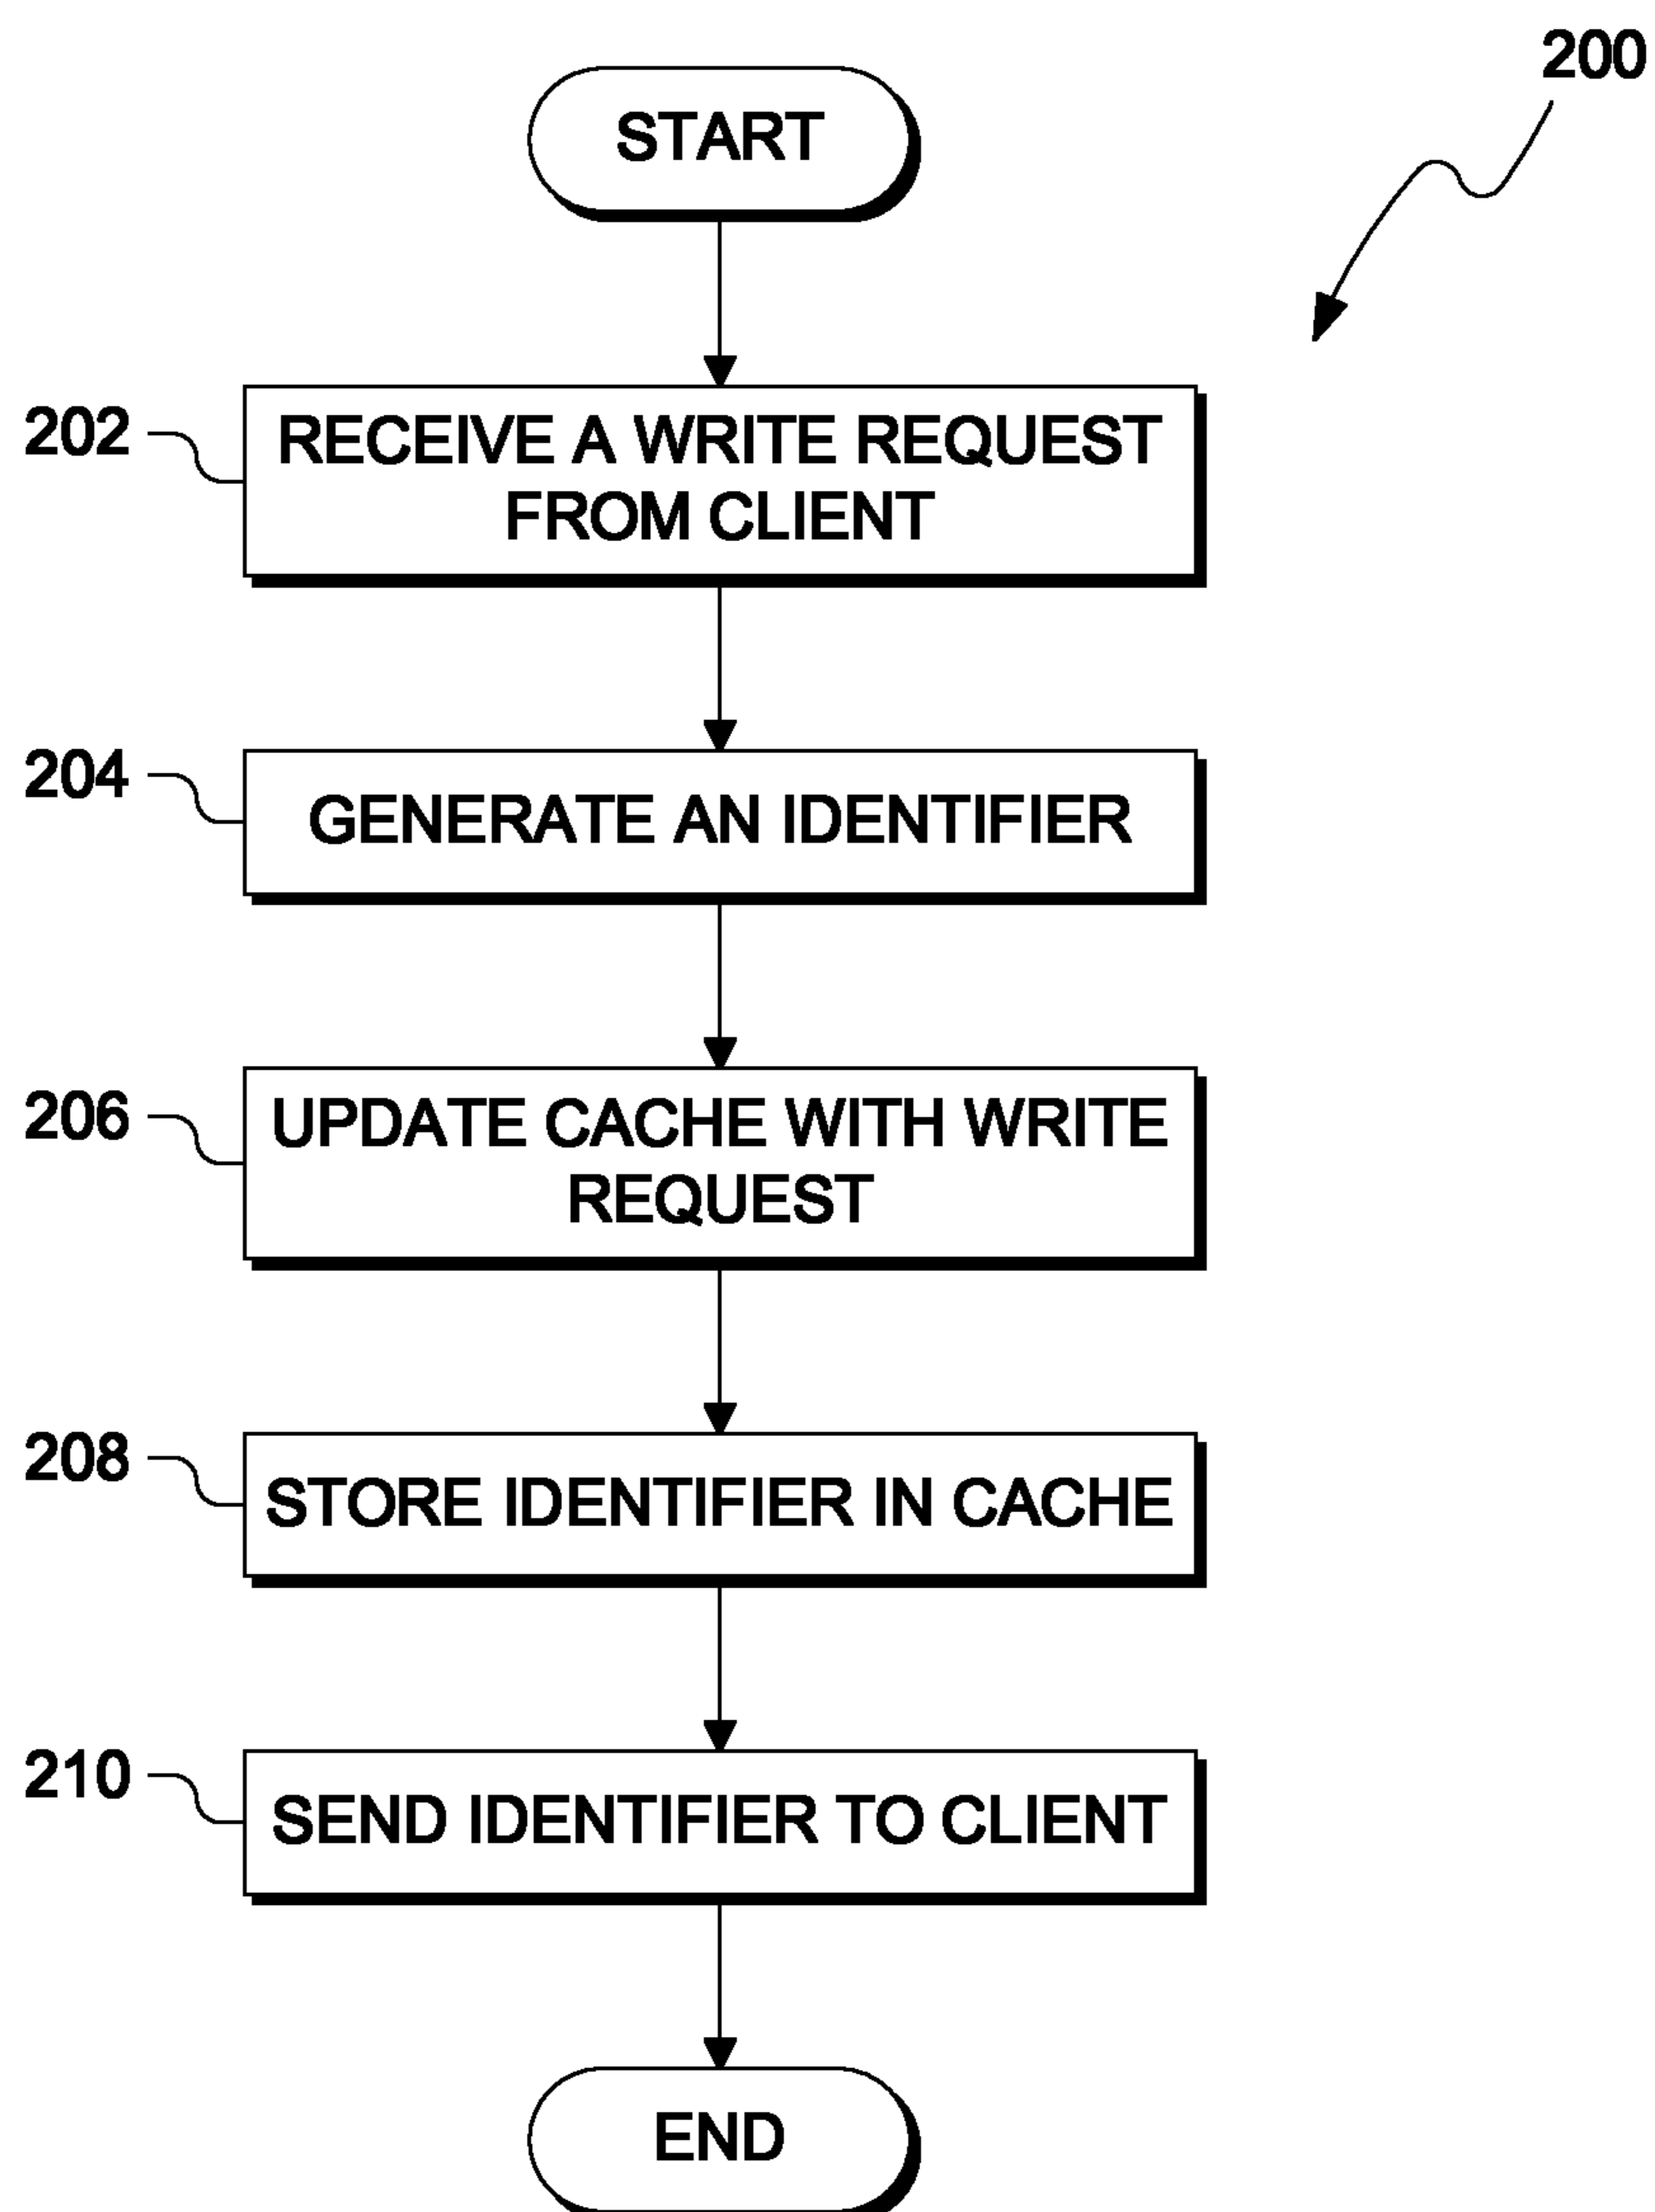 200
START
202
RECEIVE A WRITE REQUEST
FROM CLIENT
204
GENERATE AN IDENTIFIER
206
UPDATE CACHE WITH WRITE
REQUEST
208
STORE IDENTIFIER IN CACHE
210
SEND IDENTIFIER TO CLIENT
END